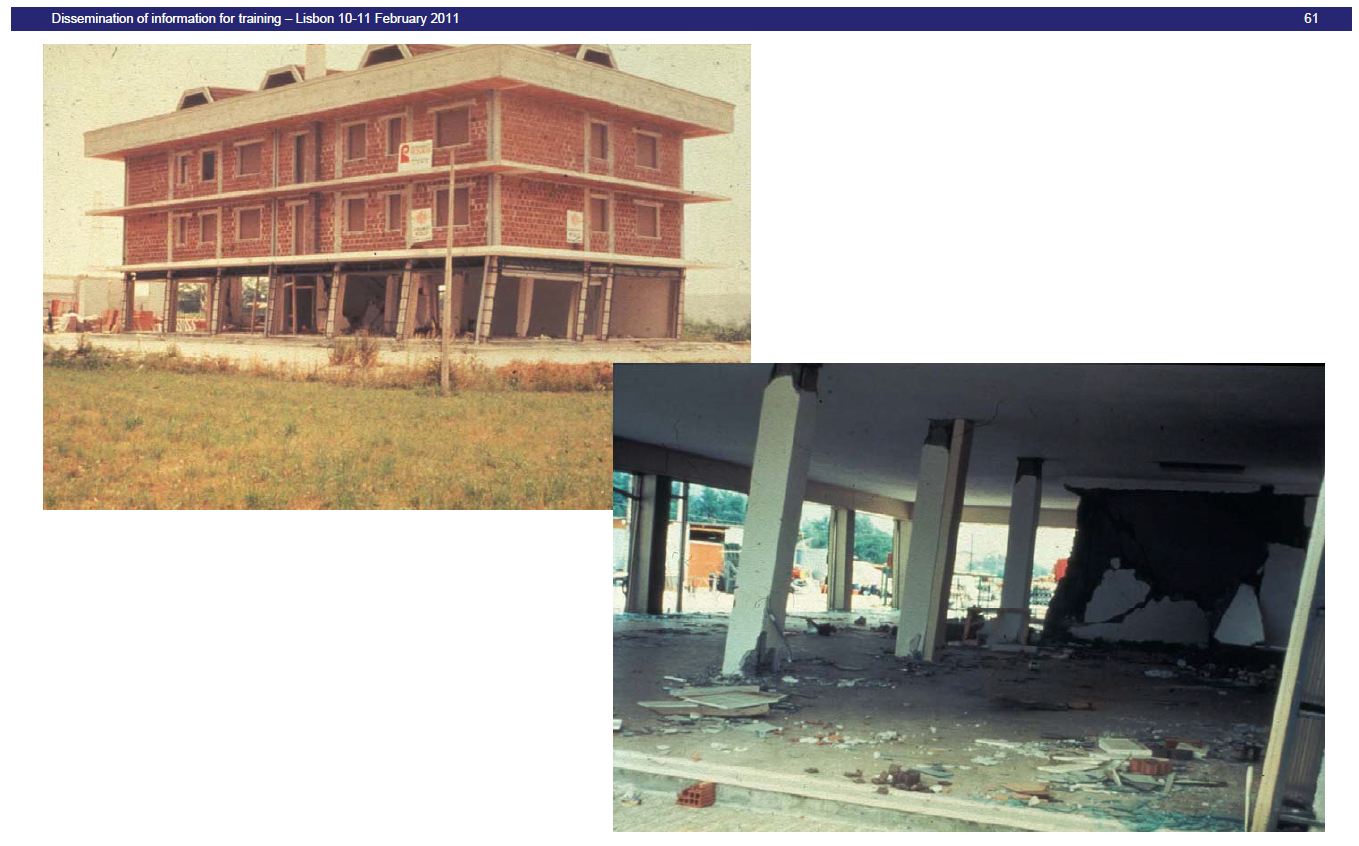 Dissemination of information for training – Lisbon 10-11 February 2011
61